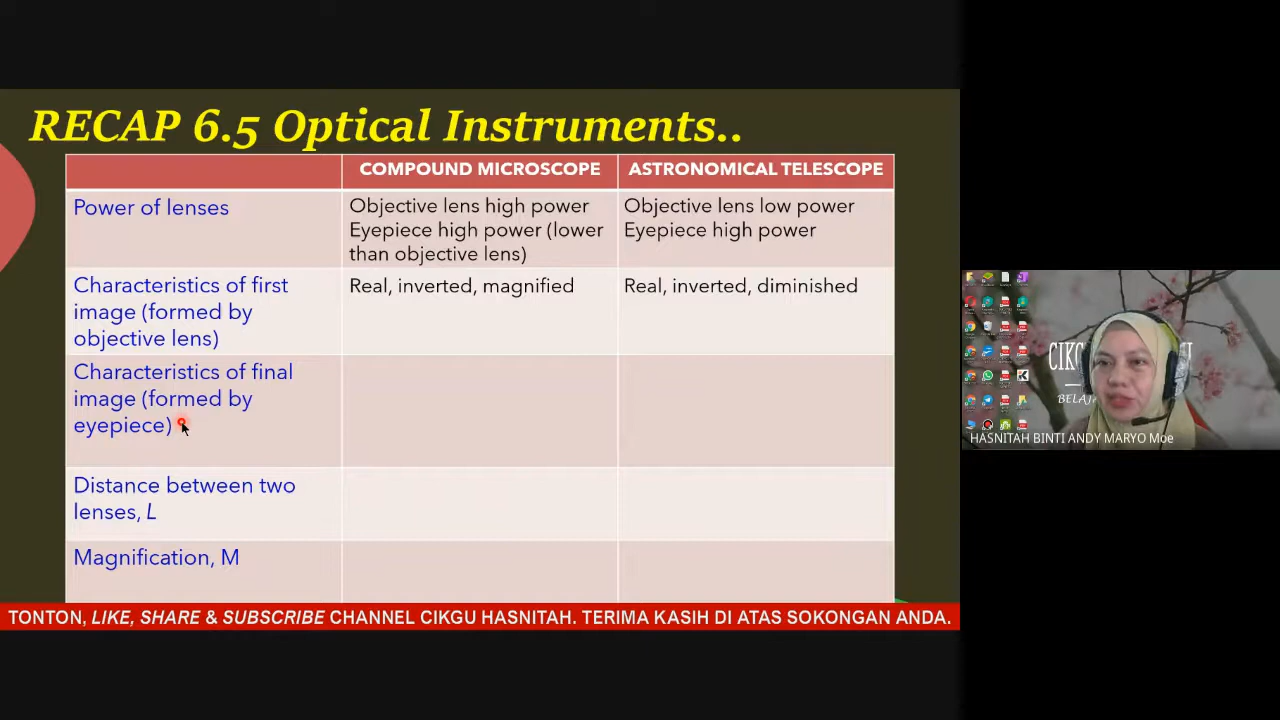 RECAP 6.5 Optical Instruments..
COMPOUND MICROSCOPE
ASTRONOMICAL TELESCOPE
Power of lenses
Objective lens high power
Eyepiece high power (lower
than objective lens)
Objective lens low power
Eyepiece high power
Characteristics of first
image (formed by
objective lens)
Real, inverted, magnified
Real, inverted, diminished
Characteristics of final
image (formed by
eyepiece)
Distance between two
lenses, L
Magnification, M
TONTON, LIKE, SHARE & SUBSCRIBE CHANNEL CIKGU HASNITAH. TERIMA KASIH DI ATAS SOKONGAN ANDA.
HASNITAH BINTI ANDY MARYO Moe